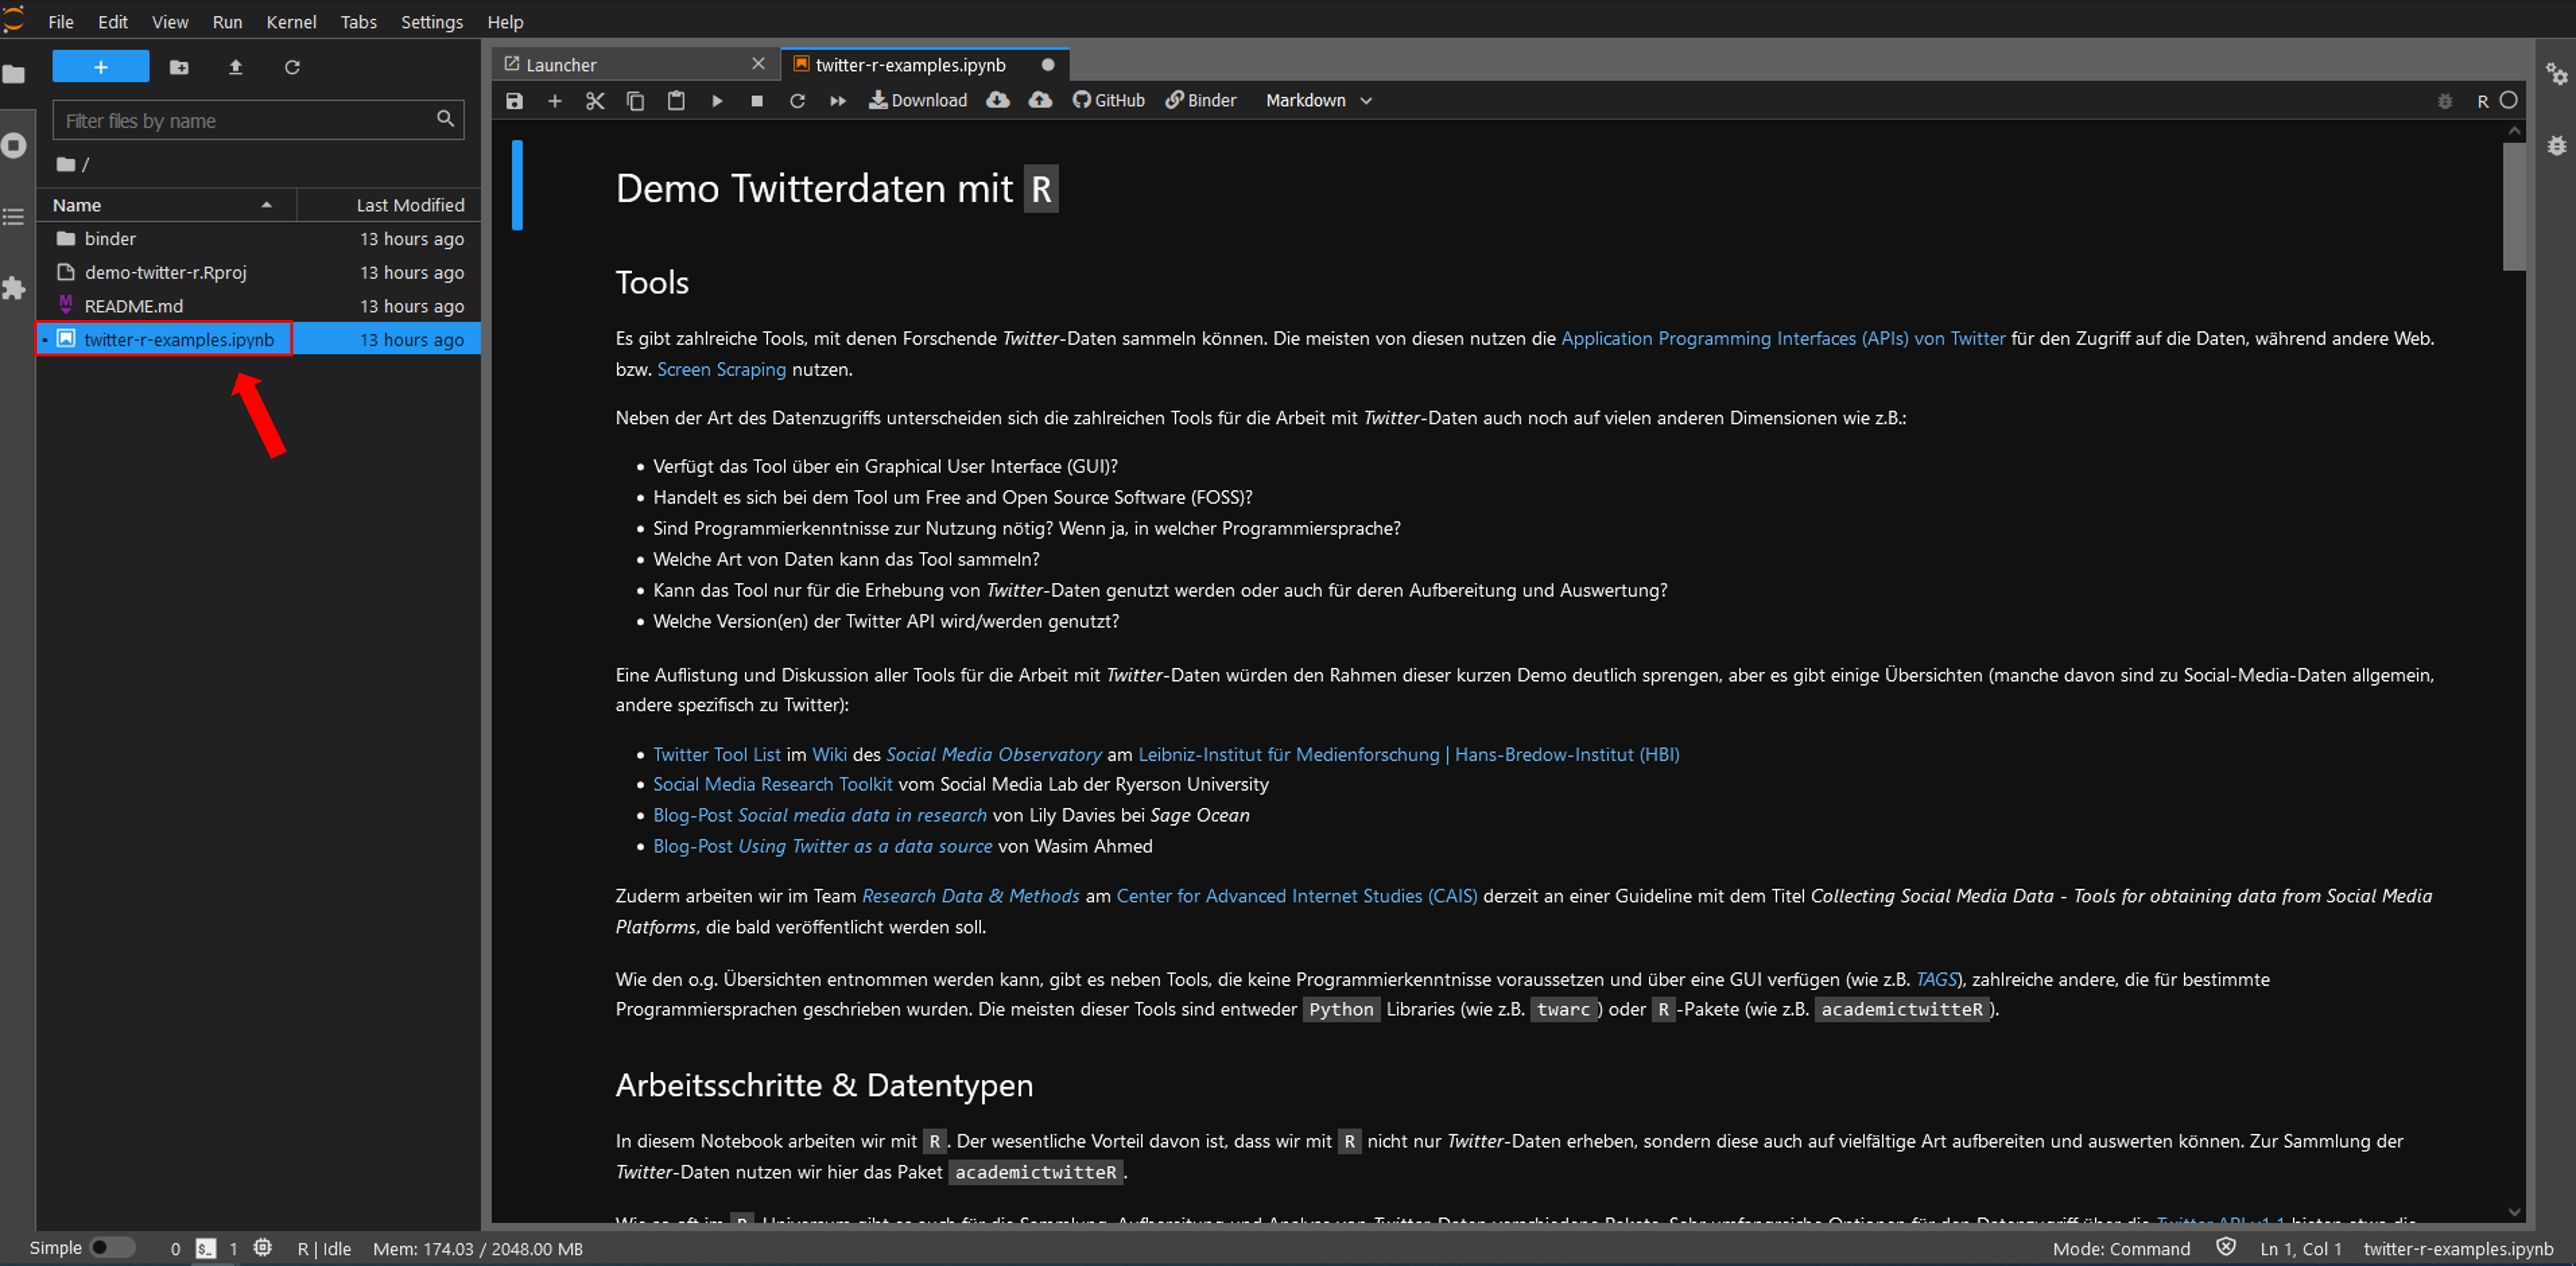 File Edit View Run Kernel Tabs Settings Help
Filter files by name
/
Name Last Modified
binder 13 hours ago
demo-twitter-r.Rproj 13 hours ago
README.md 13 hours ago
twitter-r-examples.ipynb 13 hours ago
Launcher twitter-r-examples.ipynb
Download GitHub Binder Markdown R
Demo Twitterdaten mit R
Tools
Es gibt zahlreiche Tools, mit denen Forschende Twitter-Daten sammeln können. Die meisten von diesen nutzen die Application Programming Interfaces (APIs) von Twitter für den Zugriff auf die Daten, während andere Web.
bzw. Screen Scraping nutzen.
Neben der Art des Datenzugriffs unterscheiden sich die zahlreichen Tools für die Arbeit mit Twitter-Daten auch noch auf vielen anderen Dimensionen wie z.B.:
• Verfügt das Tool über ein Graphical User Interface (GUI)?
• Handelt es sich bei dem Tool um Free and Open Source Software (FOSS)?
• Sind Programmierkenntnisse zur Nutzung nötig? Wenn ja, in welcher Programmiersprache?
• Welche Art von Daten kann das Tool sammeln?
• Kann das Tool nur für die Erhebung von Twitter-Daten genutzt werden oder auch für deren Aufbereitung und Auswertung?
• Welche Version(en) der Twitter API wird/werden genutzt?
Eine Auflistung und Diskussion aller Tools für die Arbeit mit Twitter-Daten würden den Rahmen dieser kurzen Demo deutlich sprengen, aber es gibt einige Übersichten (manche davon sind zu Social-Media-Daten allgemein,
andere spezifisch zu Twitter):
• Twitter Tool List im Wiki des Social Media Observatory am Leibniz-Institut für Medienforschung | Hans-Bredow-Institut (HBI)
• Social Media Research Toolkit vom Social Media Lab der Ryerson University
• Blog-Post Social media data in research von Lily Davies bei Sage Ocean
• Blog-Post Using Twitter as a data source von Wasim Ahmed
Zuderm arbeiten wir im Team Research Data & Methods am Center for Advanced Internet Studies (CAIS) derzeit an einer Guideline mit dem Titel Collecting Social Media Data - Tools for obtaining data from Social Media
Platforms, die bald veröffentlicht werden soll.
Wie den o.g. Übersichten entnommen werden kann, gibt es neben Tools, die keine Programmierkenntnisse voraussetzen und über eine GUI verfügen (wie z.B. TAGS), zahlreiche andere, die für bestimmte
Programmiersprachen geschrieben wurden. Die meisten dieser Tools sind entweder Python Libraries (wie z.B. twarc) oder R-Pakete (wie z.B. academictwitteR).
Arbeitsschritte & Datentypen
In diesem Notebook arbeiten wir mit R. Der wesentliche Vorteil davon ist, dass wir mit R nicht nur Twitter-Daten erheben, sondern diese auch auf vielfältige Art aufbereiten und auswerten können. Zur Sammlung der
Twitter-Daten nutzen wir hier das Paket academictwitteR.
Simple 0 $_ 1 R | Idle Mem: 174.03 / 2048.00 MB Mode: Command Ln 1, Col 1 twitter-r-examples.ipynb